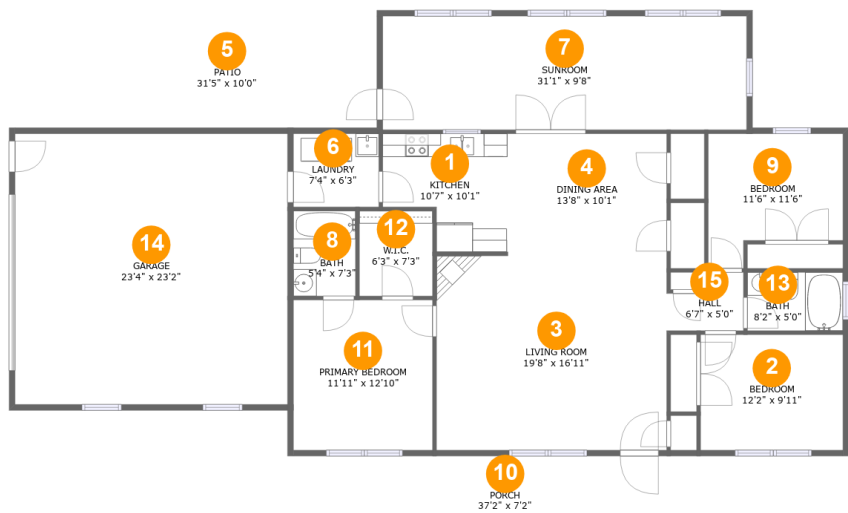 5
PATIO
31'5" x 10'0"
7
SUNROOM
31'1" x 9'8"
6
LAUNDRY
7'4" x 6'3"
1
KITCHEN
10'7" x 10'1"
4
DINING AREA
13'8" x 10'1"
9
BEDROOM
11'6" x 11'6"
14
GARAGE
23'4" x 23'2"
8
BATH
5'4" x 7'3"
12
W.I.C.
6'3" x 7'3"
15
HALL
6'7" x 5'0"
13
BATH
8'2" x 5'0"
11
PRIMARY BEDROOM
11'11" x 12'10"
3
LIVING ROOM
19'8" x 16'11"
2
BEDROOM
12'2" x 9'11"
10
PORCH
37'2" x 7'2"